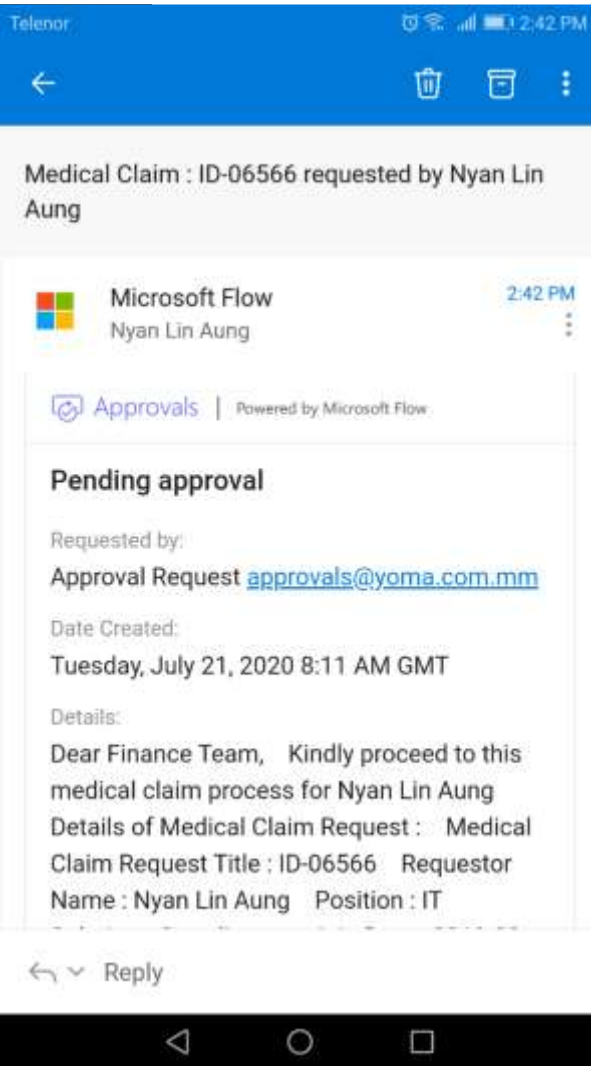 Telenor 2:42 PM
Medical Claim : ID-06566 requested by Nyan Lin
Aung
Microsoft Flow 2:42 PM
Nyan Lin Aung
Approvals | Powered by Microsoft Flow
Pending approval
Requested by:
Approval Request approvals@yoma.com.mm
Date Created:
Tuesday, July 21, 2020 8:11 AM GMT
Details:
Dear Finance Team, Kindly proceed to this
medical claim process for Nyan Lin Aung
Details of Medical Claim Request : Medical
Claim Request Title : ID-06566 Requestor
Name : Nyan Lin Aung Position : IT
Reply